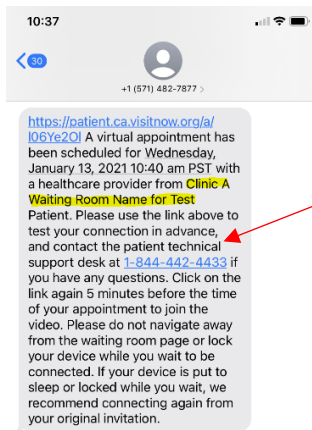 10:37
30
+1 (571) 482-7877 >
https://patient.ca.visitnow.org/a/
l06Ye2Ol A virtual appointment has
been scheduled for Wednesday,
January 13, 2021 10:40 am PST with
a healthcare provider from Clinic A
Waiting Room Name for Test
Patient. Please use the link above to
test your connection in advance,
and contact the patient technical
support desk at 1-844-442-4433 if
you have any questions. Click on the
link again 5 minutes before the time
of your appointment to join the
video. Please do not navigate away
from the waiting room page or lock
your device while you wait to be
connected. If your device is put to
sleep or locked while you wait, we
recommend connecting again from
your original invitation.